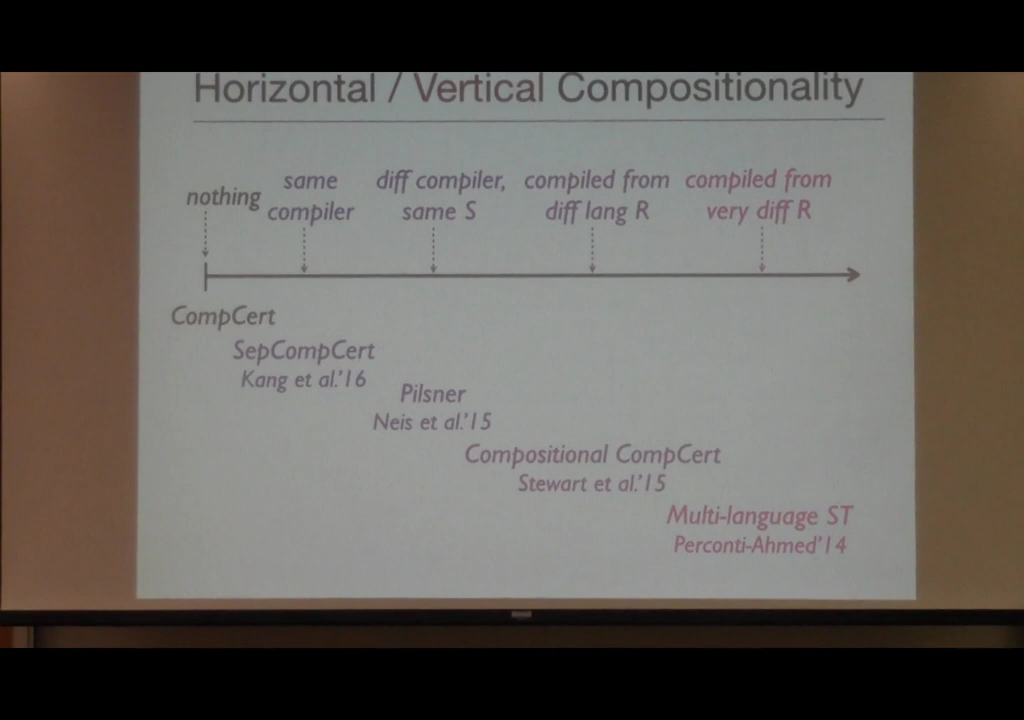 Horizontal / Vertical Compositionality
nothing
same
compiler
diff compiler,
same S
compiled from
diff lang R
compiled from
very diff R
CompCert
SepCompCert
Kang et al.'16
Pilsner
Neis et al.'15
Compositional CompCert
Stewart et al.'15
Multi-language ST
Perconti-Ahmed'14